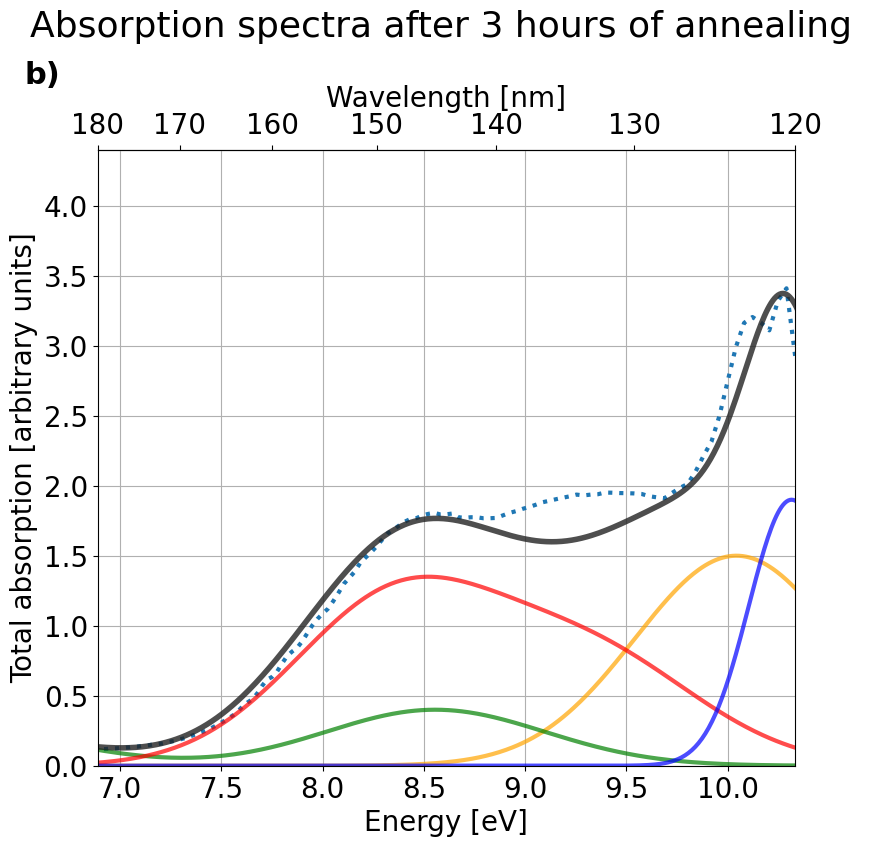 Absorption spectra after 3 hours of annealing
b)
Wavelength [nm]
180 170 160 150 140 130 120
Total absorption [arbitrary units]
4.0
3.5
3.0
2.5
2.0
1.5
1.0
0.5
0.0
7.0 7.5 8.0 8.5 9.0 9.5 10.0
Energy [eV]